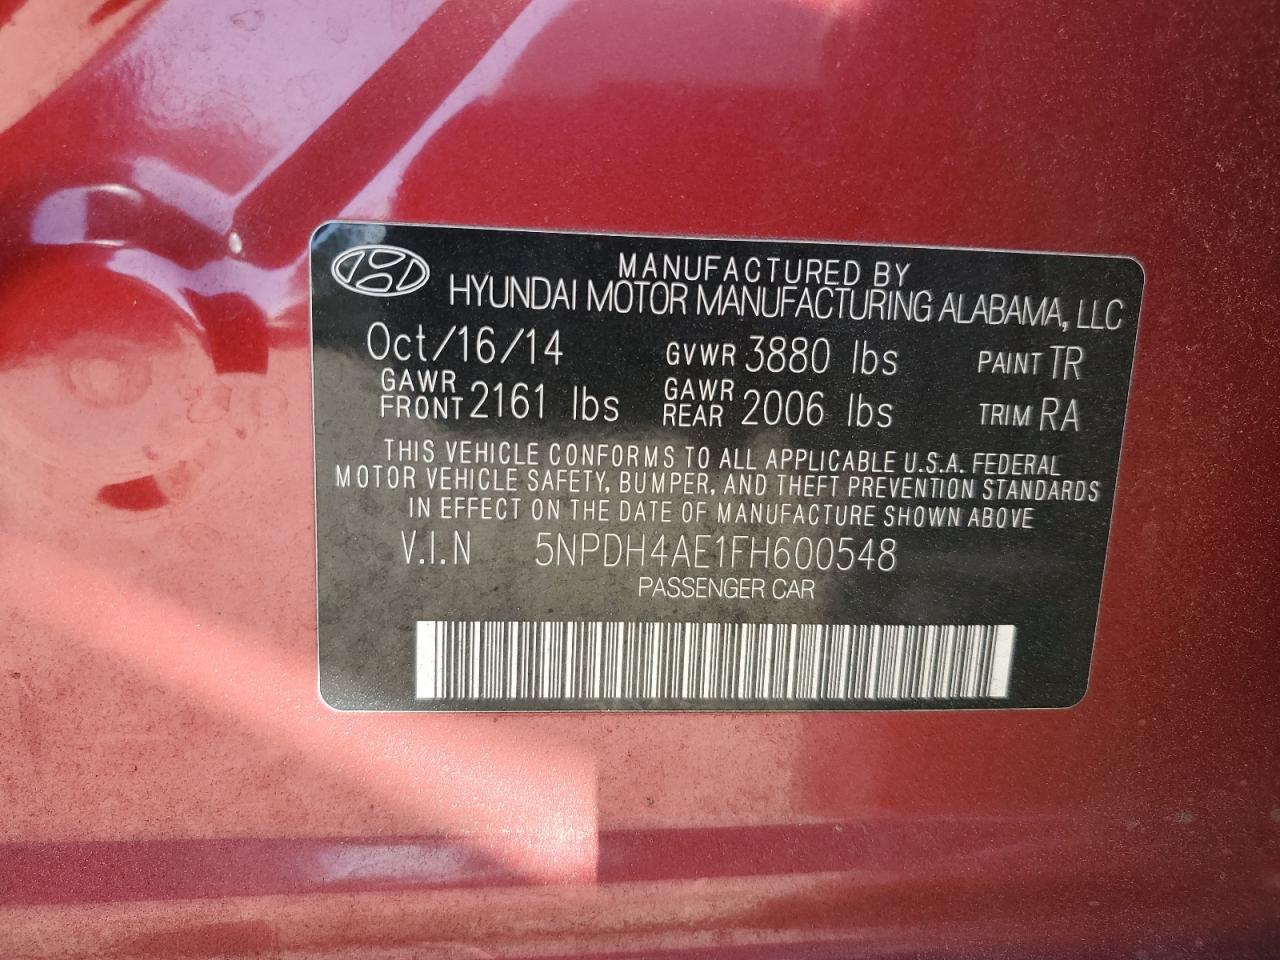 MANUFACTURED BY
HYUNDAI MOTOR MANUFACTURING ALABAMA, LLC
Oct/16/14 GVWR 3880 lbs PAINT TR
GAWR FRONT 2161 lbs GAWR REAR 2006 lbs TRIM RA
THIS VEHICLE CONFORMS TO ALL APPLICABLE U.S.A. FEDERAL
MOTOR VEHICLE SAFETY, BUMPER, AND THEFT PREVENTION STANDARDS
IN EFFECT ON THE DATE OF MANUFACTURE SHOWN ABOVE
V.I.N 5NPDH4AE1FH600548
PASSENGER CAR